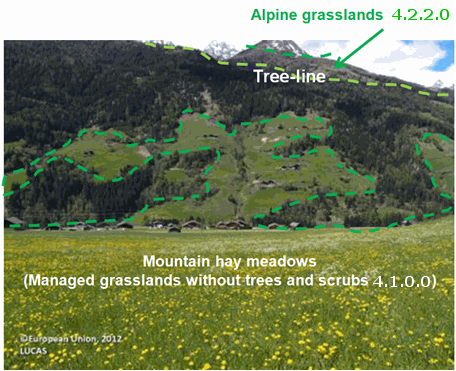 Alpine grasslands 4.2.2.0
Tree-line
Mountain hay meadows
(Managed grasslands without trees and scrubs 4.1.0.0)
©European Union, 2012
LUCAS